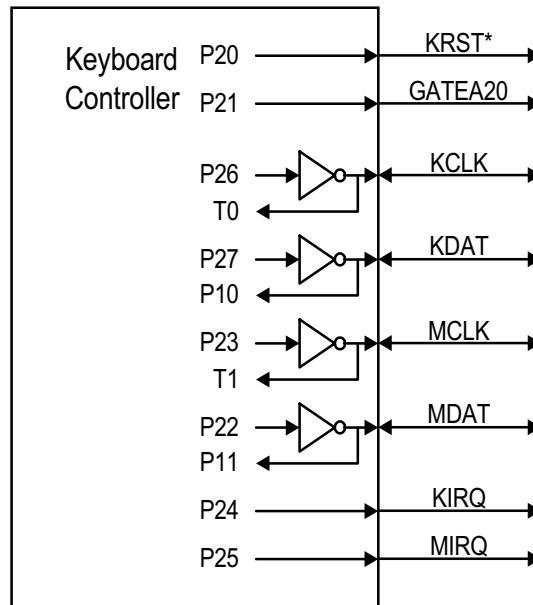 Keyboard
Controller
P20
KRST*
P21
GATEA20
P26
KCLK
T0
P27
KDAT
P10
P23
MCLK
T1
P22
MDAT
P11
P24
KIRQ
P25
MIRQ